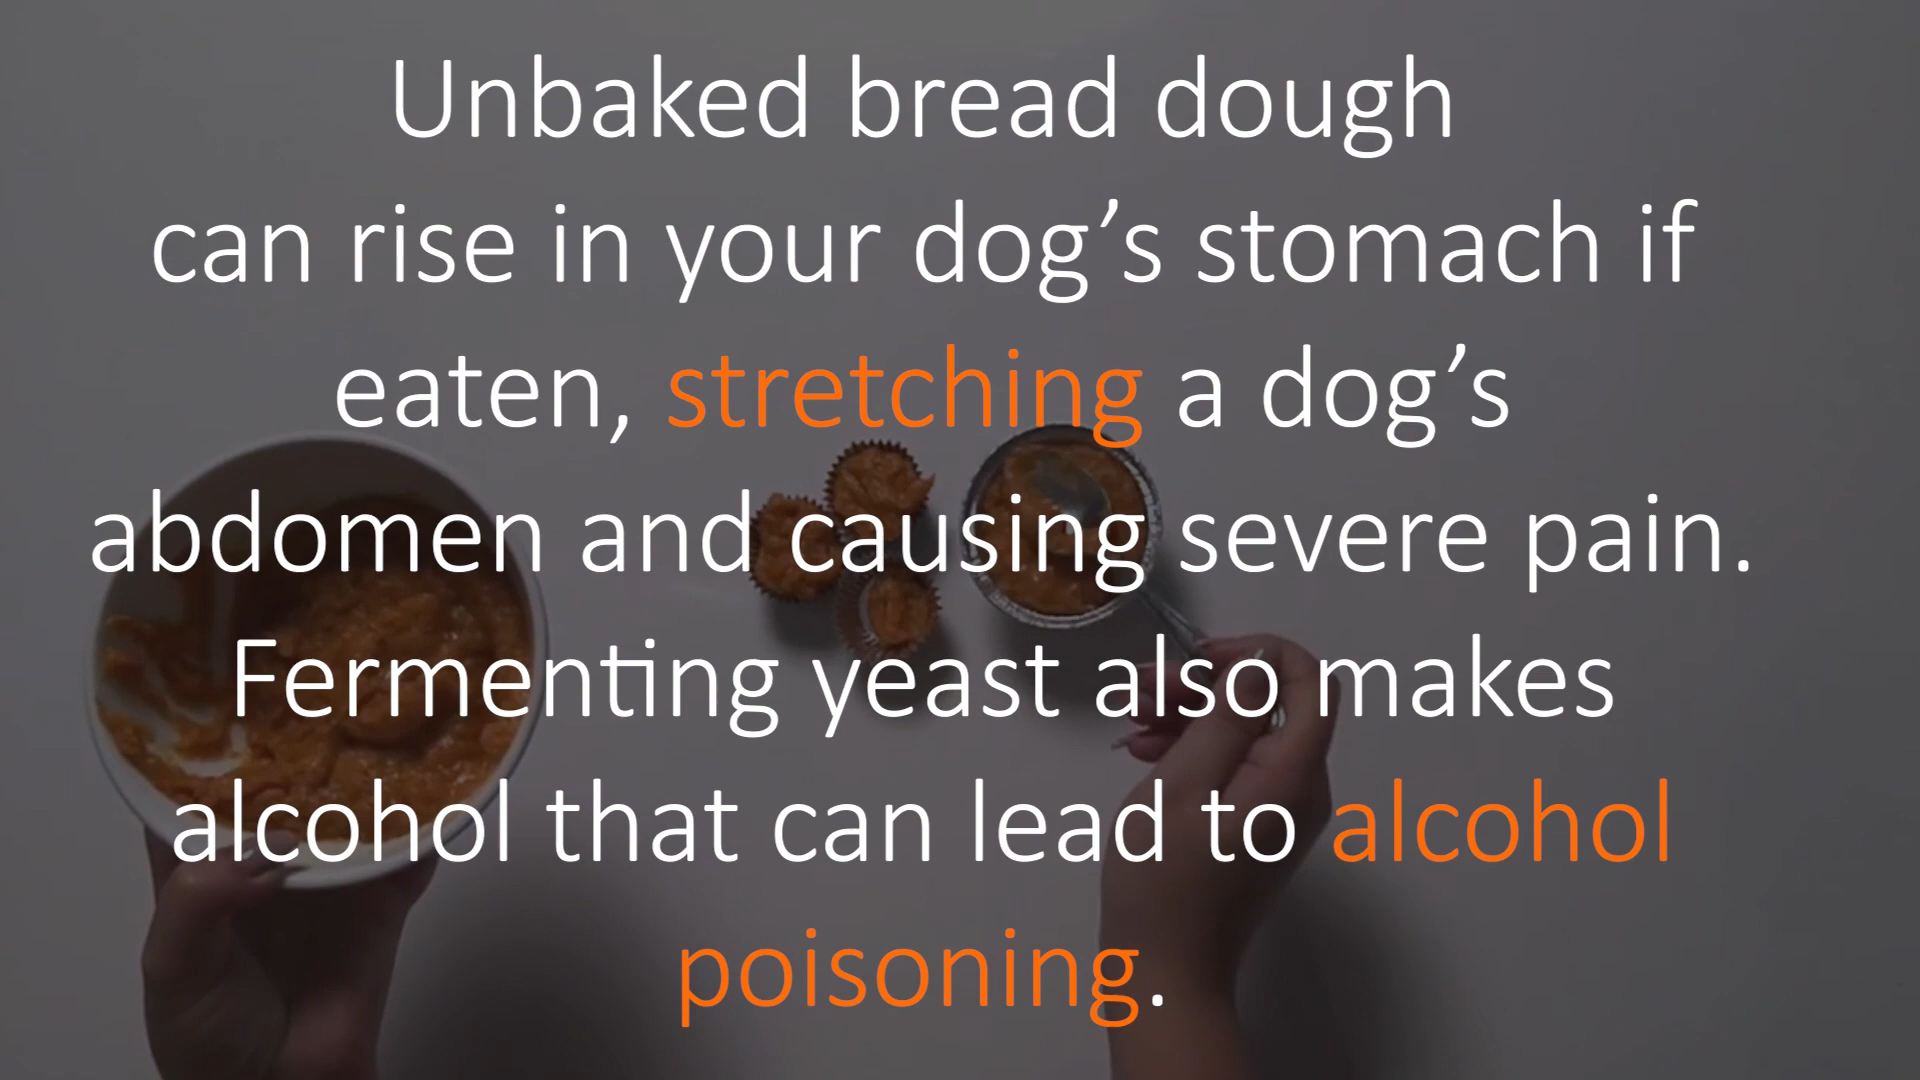 Unbaked bread dough
can rise in your dog’s stomach if
eaten, stretching a dog’s
abdomen and causing severe pain.
Fermenting yeast also makes
alcohol that can lead to alcohol
poisoning.